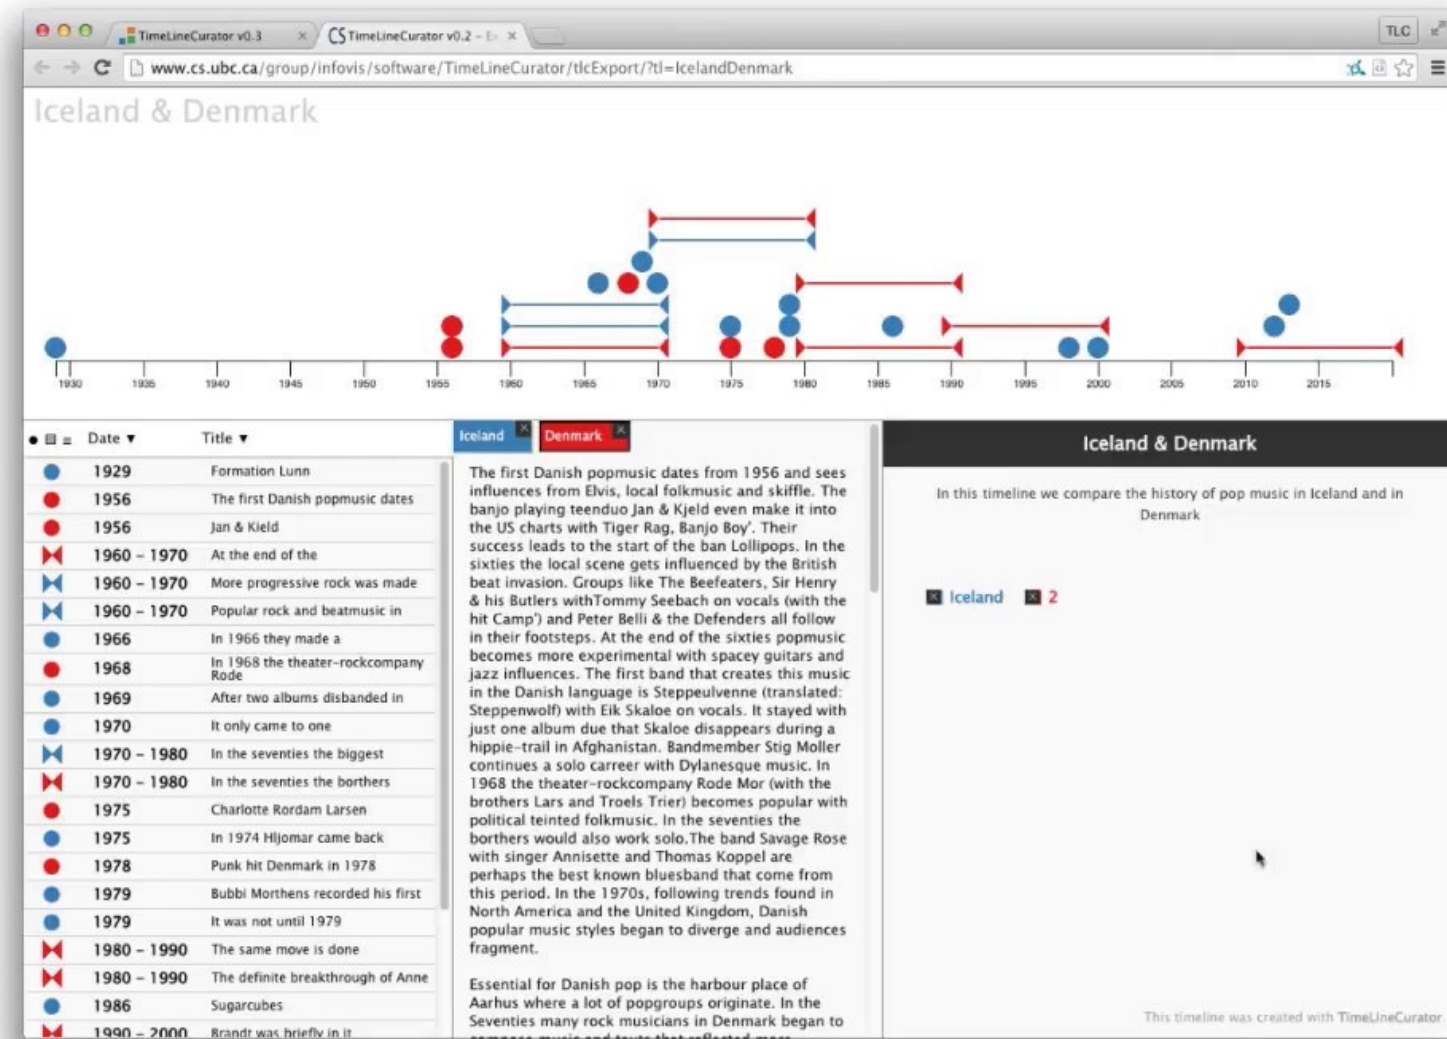 TimeLineCurator v0.3
TimeLineCurator v0.2 – E
TLC
www.cs.ubc.ca/group/infovis/software/TimeLineCurator/tlcExport/?tl=IcelandDenmark
Iceland & Denmark
1930 1935 1940 1945 1950 1955 1960 1965 1970 1975 1980 1985 1990 1995 2000 2005 2010 2015
Date ▼ Title ▼
1929 Formation Lunn
1956 The first Danish popmusic dates
1956 Jan & Kield
1960 – 1970 At the end of the
1960 – 1970 More progressive rock was made
1960 – 1970 Popular rock and beatmusic in
1966 In 1966 they made a
1968 In 1968 the theater-rockcompany
Rode
1969 After two albums disbanded in
1970 It only came to one
1970 – 1980 In the seventies the biggest
1970 – 1980 In the seventies the borthers
1975 Charlotte Rordam Larsen
1975 In 1974 Hljomar came back
1978 Punk hit Denmark in 1978
1979 Bubbi Morthens recorded his first
1979 It was not until 1979
1980 – 1990 The same move is done
1980 – 1990 The definite breakthrough of Anne
1986 Sugarcubes
1990 – 2000 Brandt was briefly in it
Iceland Denmark
The first Danish popmusic dates from 1956 and sees
influences from Elvis, local folkmusic and skiffle. The
banjo playing teenduo Jan & Kjeld even make it into
the US charts with Tiger Rag, Banjo Boy'. Their
success leads to the start of the ban Lollipops. In the
sixties the local scene gets influenced by the British
beat invasion. Groups like The Beefeaters, Sir Henry
& his Butlers withTommy Seebach on vocals (with the
hit Camp') and Peter Belli & the Defenders all follow
in their footsteps. At the end of the sixties popmusic
becomes more experimental with spacey guitars and
jazz influences. The first band that creates this music
in the Danish language is Steppeulvenne (translated:
Steppenwolf) with Eik Skaloe on vocals. It stayed with
just one album due that Skaloe disappears during a
hippie-trail in Afghanistan. Bandmember Stig Moller
continues a solo carreer with Dylanesque music. In
1968 the theater-rockcompany Rode Mor (with the
brothers Lars and Troels Trier) becomes popular with
political teinted folkmusic. In the seventies the
borthers would also work solo.The band Savage Rose
with singer Annisette and Thomas Koppel are
perhaps the best known bluesband that come from
this period. In the 1970s, following trends found in
North America and the United Kingdom, Danish
popular music styles began to diverge and audiences
fragment.
Essential for Danish pop is the harbour place of
Aarhus where a lot of popgroups originate. In the
Seventies many rock musicians in Denmark began to
compose music and texts that reflected more
Iceland & Denmark
In this timeline we compare the history of pop music in Iceland and in
Denmark
Iceland 2
This timeline was created with TimeLineCurator